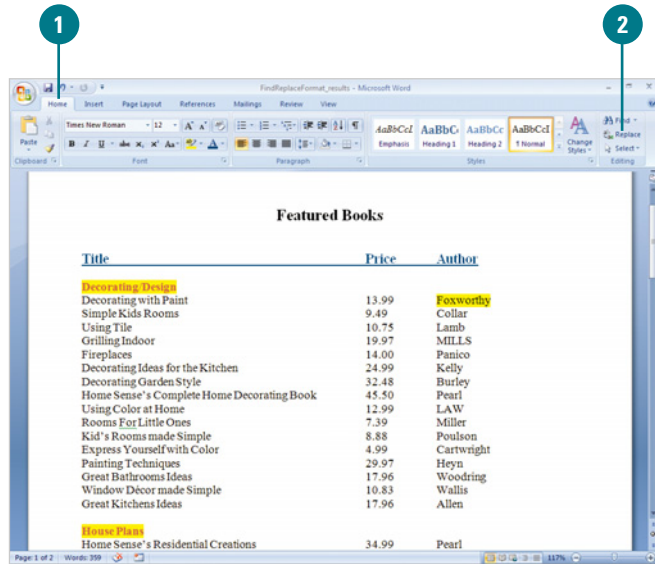 1 2
FindReplaceFormat_results - Microsoft Word
Home Insert Page Layout References Mailings Review View
Times New Roman 12 A A Aa
AaBbCcI AaBbC AaBbCc AaBbCcI
Paste B I U abc x, x² Aa A
Emphasis Heading 1 Heading 2 ¶ Normal Change Styles
Find
Replace
Select
Clipboard Font Paragraph Styles Editing
Featured Books
Title Price Author
Decorating/Design
Decorating with Paint 13.99 Foxworthy
Simple Kids Rooms 9.49 Collar
Using Tile 10.75 Lamb
Grilling Indoor 19.97 MILLS
Fireplaces 14.00 Panico
Decorating Ideas for the Kitchen 24.99 Kelly
Decorating Garden Style 32.48 Burley
Home Sense's Complete Home Decorating Book 45.50 Pearl
Using Color at Home 12.99 LAW
Rooms For Little Ones 7.39 Miller
Kid's Rooms made Simple 8.88 Poulson
Express Yourself with Color 4.99 Cartwright
Painting Techniques 29.97 Heyn
Great Bathrooms Ideas 17.96 Woodring
Window Décor made Simple 10.83 Wallis
Great Kitchens Ideas 17.96 Allen
House Plans
Home Sense's Residential Creations 34.99 Pearl
Page: 1 of 2 Words: 359 117%